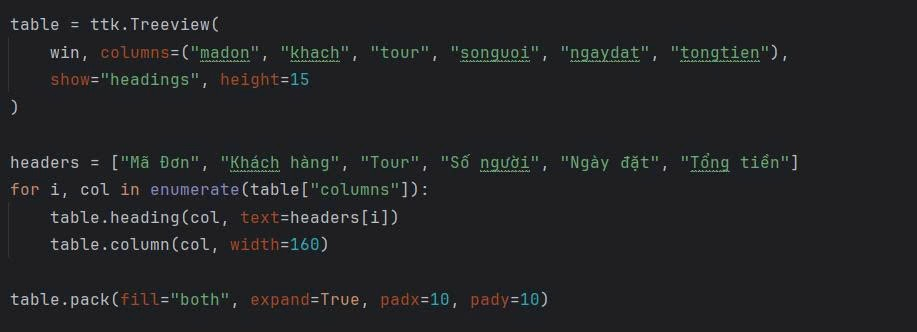 table = ttk.Treeview(
    win, columns=("madon", "khach", "tour", "songuoi", "ngaydat", "tongtien"),
    show="headings", height=15
)
headers = ["Mã Đơn", "Khách hàng", "Tour", "Số người", "Ngày đặt", "Tổng tiền"]
for i, col in enumerate(table["columns"]):
    table.heading(col, text=headers[i])
    table.column(col, width=160)
table.pack(fill="both", expand=True, padx=10, pady=10)